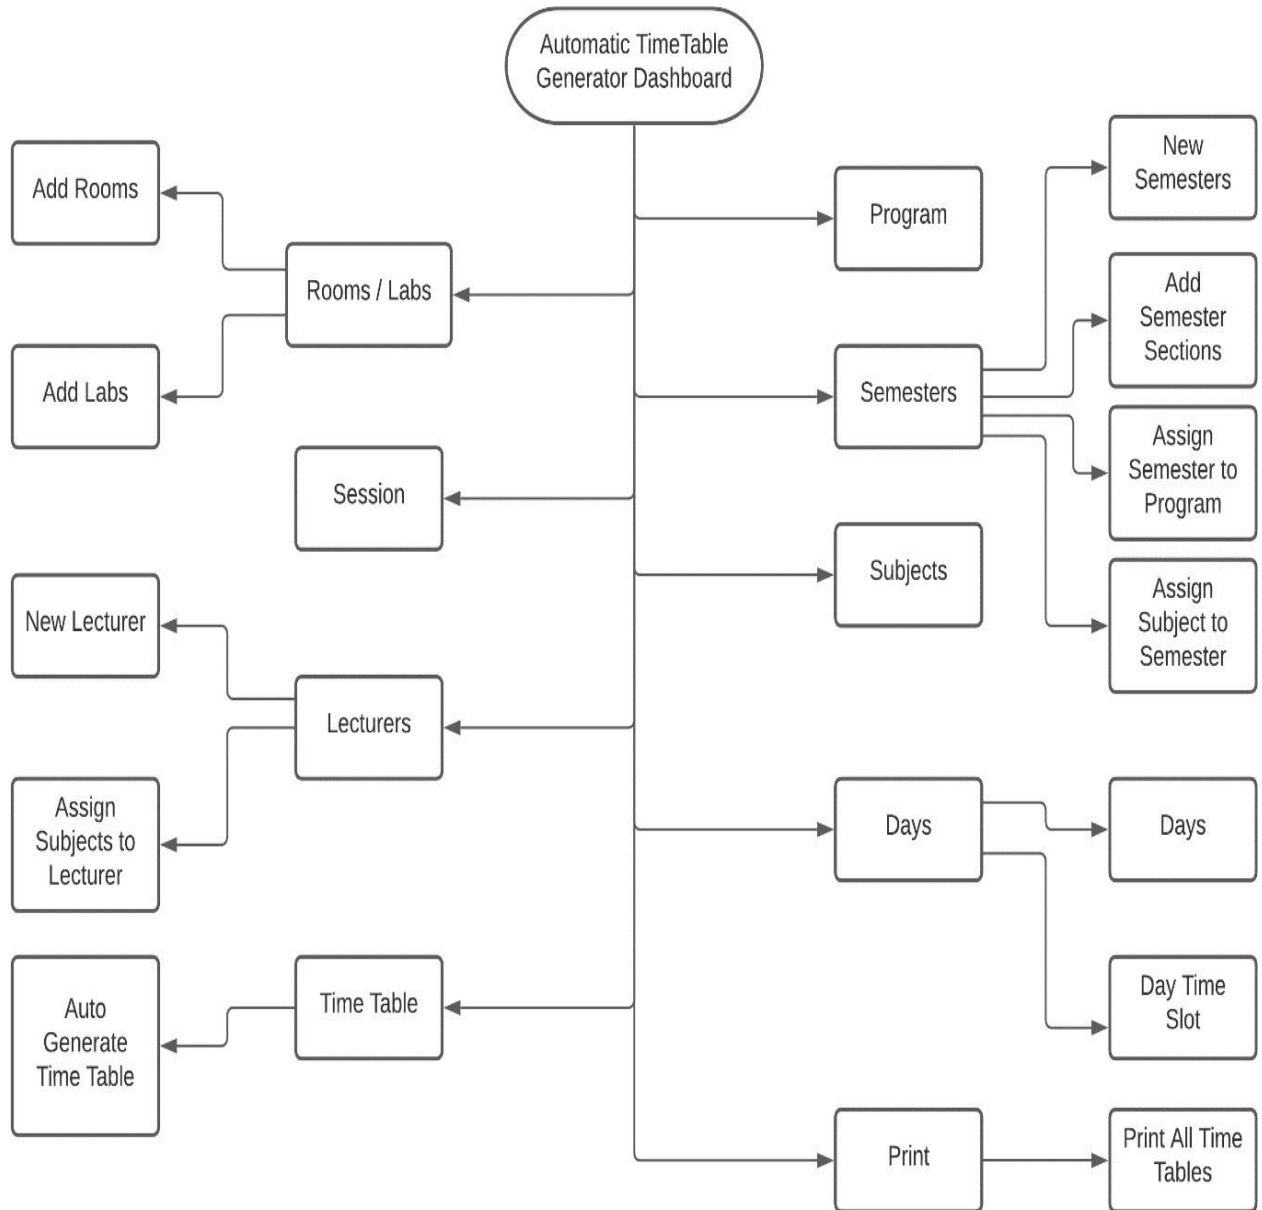 Automatic TimeTable
Generator Dashboard
Add Rooms
Rooms / Labs
Add Labs
Session
New Lecturer
Lecturers
Assign
Subjects to
Lecturer
Time Table
Auto
Generate
Time Table
Program
New
Semesters
Add
Semester
Sections
Semesters
Assign
Semester to
Program
Subjects
Assign
Subject to
Semester
Days
Days
Day Time
Slot
Print
Print All Time
Tables